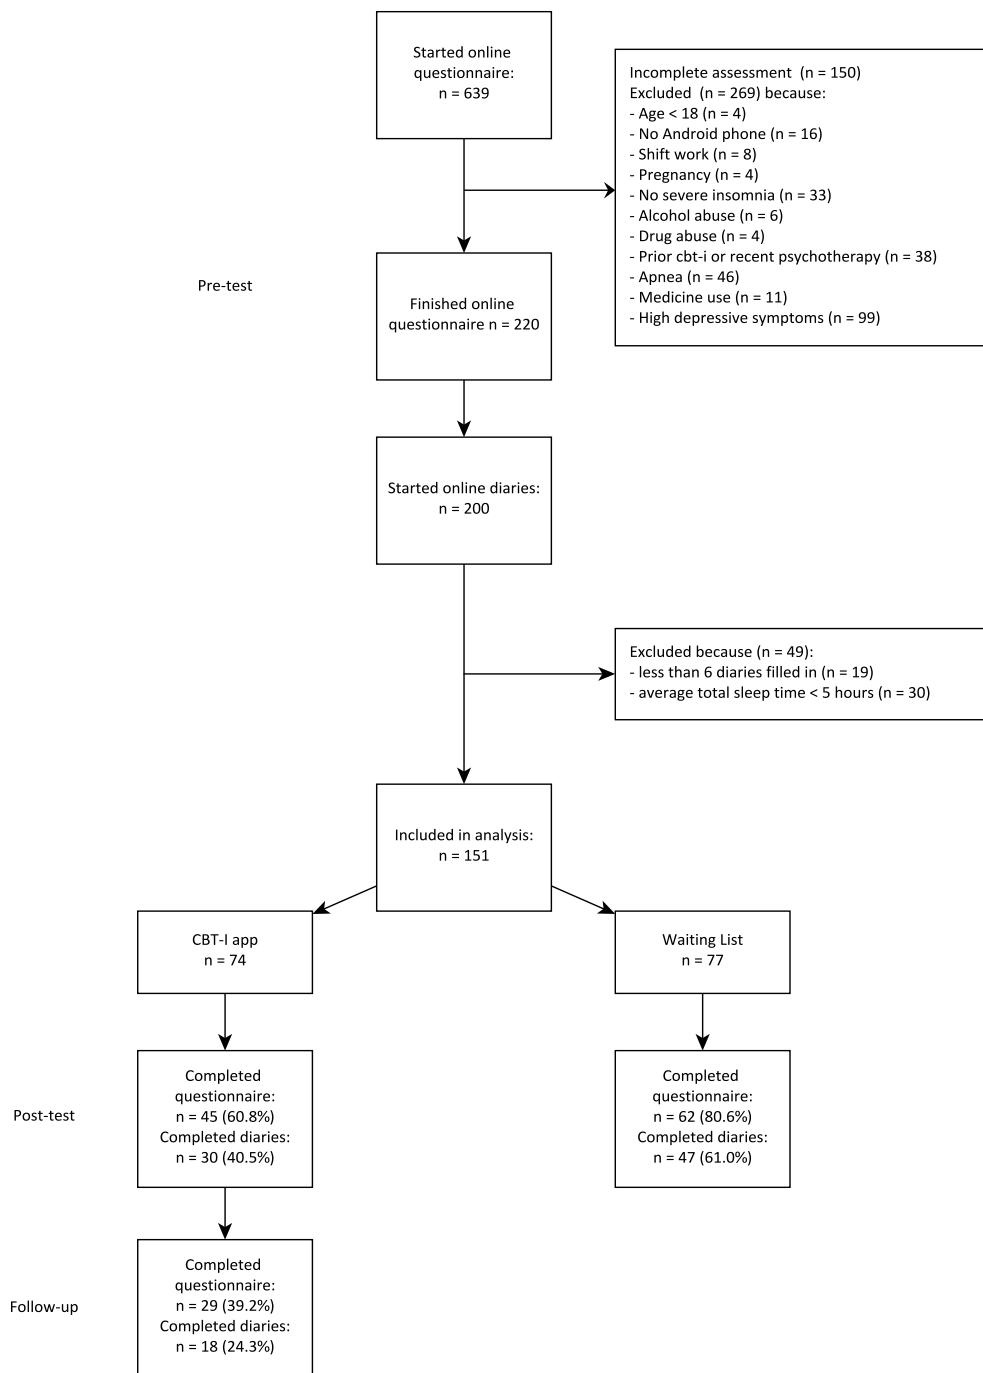 Started online
questionnaire:
n = 639
Incomplete assessment  (n = 150)
Excluded  (n = 269) because:
- Age < 18 (n = 4)
- No Android phone (n = 16)
- Shift work (n = 8)
- Pregnancy (n = 4)
- No severe insomnia (n = 33)
- Alcohol abuse (n = 6)
- Drug abuse (n = 4)
- Prior cbt-i or recent psychotherapy (n = 38)
- Apnea (n = 46)
- Medicine use (n = 11)
- High depressive symptoms (n = 99)
Pre-test
Finished online
questionnaire n = 220
Started online diaries:
n = 200
Excluded because (n = 49):
- less than 6 diaries filled in (n = 19)
- average total sleep time < 5 hours (n = 30)
Included in analysis:
n = 151
CBT-I app
n = 74
Waiting List
n = 77
Post-test
Completed
questionnaire:
n = 45 (60.8%)
Completed diaries:
n = 30 (40.5%)
Completed
questionnaire:
n = 62 (80.6%)
Completed diaries:
n = 47 (61.0%)
Follow-up
Completed
questionnaire:
n = 29 (39.2%)
Completed diaries:
n = 18 (24.3%)